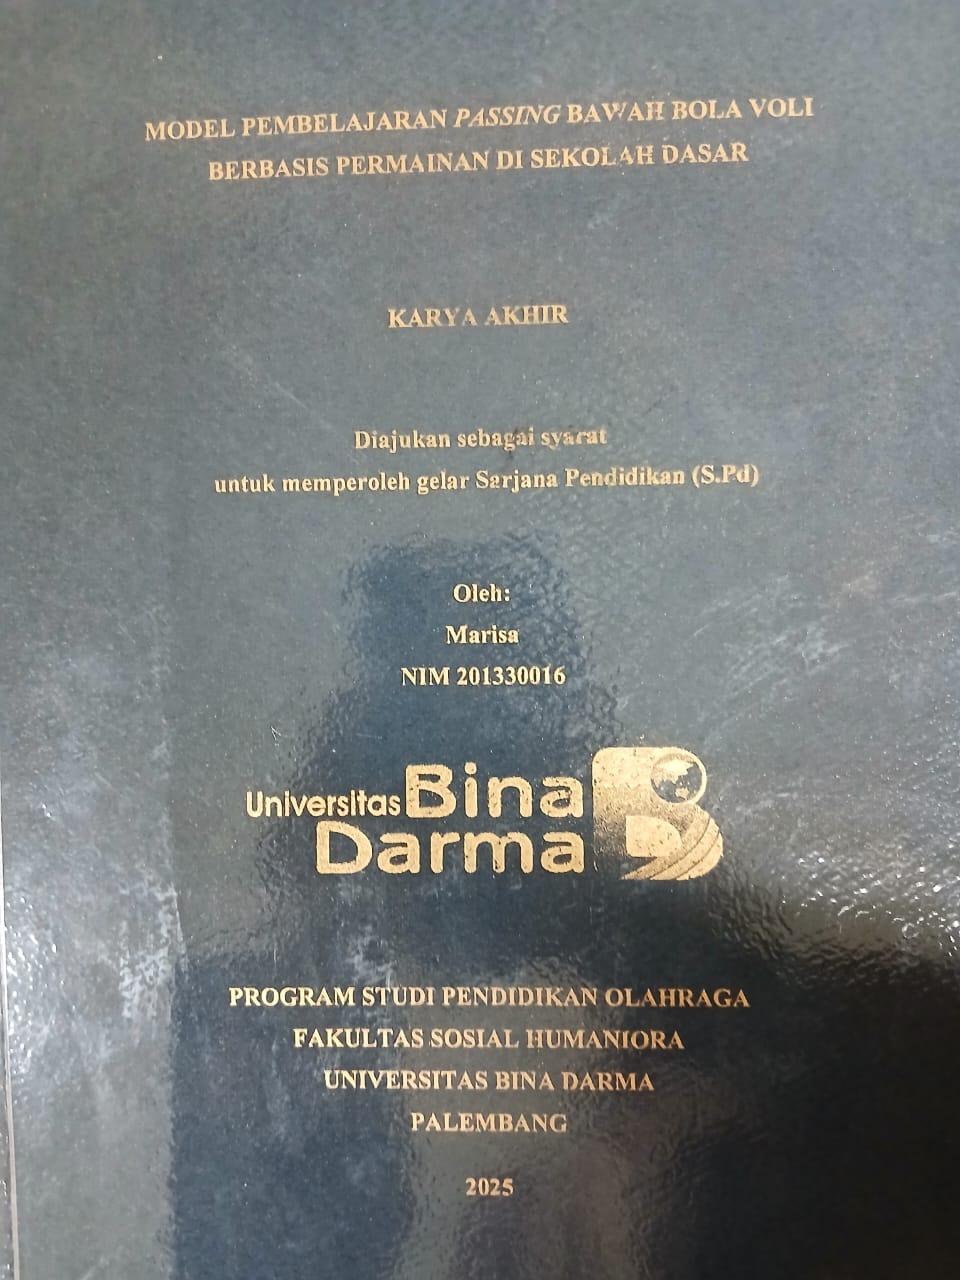 MODEL PEMBELAJARAN PASSING BAWAH BOLA VOLI
BERBASIS PERMAINAN DI SEKOLAH DASAR
KARYA AKHIR
Diajukan sebagai syarat
untuk memperoleh gelar Sarjana Pendidikan (S.Pd)
Oleh:
Marisa
NIM 201330016
Universitas Bina
Darma
PROGRAM STUDI PENDIDIKAN OLAHRAGA
FAKULTAS SOSIAL HUMANIORA
UNIVERSITAS BINA DARMA
PALEMBANG
2025